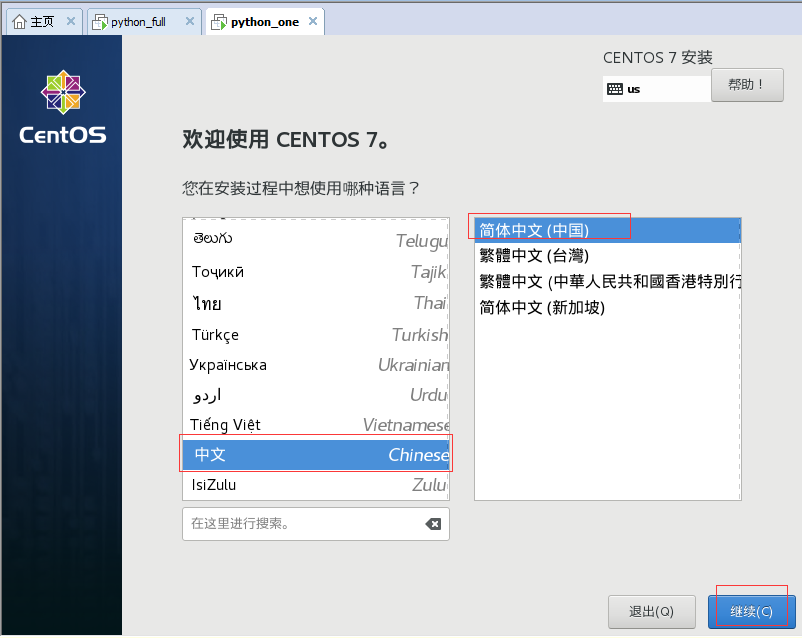 主页
python_full
python_one
CentOS
CENTOS 7 安装
us
帮助！
欢迎使用 CENTOS 7。
您在安装过程中想使用哪种语言？
తెలుగు Telugu
Тоҷикӣ Tajik
ไทย Thai
Türkçe Turkish
Українська Ukrainian
اردو Urdu
Tiếng Việt Vietnamese
中文 Chinese
IsiZulu Zulu
在这里进行搜索。
简体中文 (中国)
繁體中文 (台灣)
繁體中文 (中華人民共和國香港特別行
简体中文 (新加坡)
退出(Q)
继续(C)